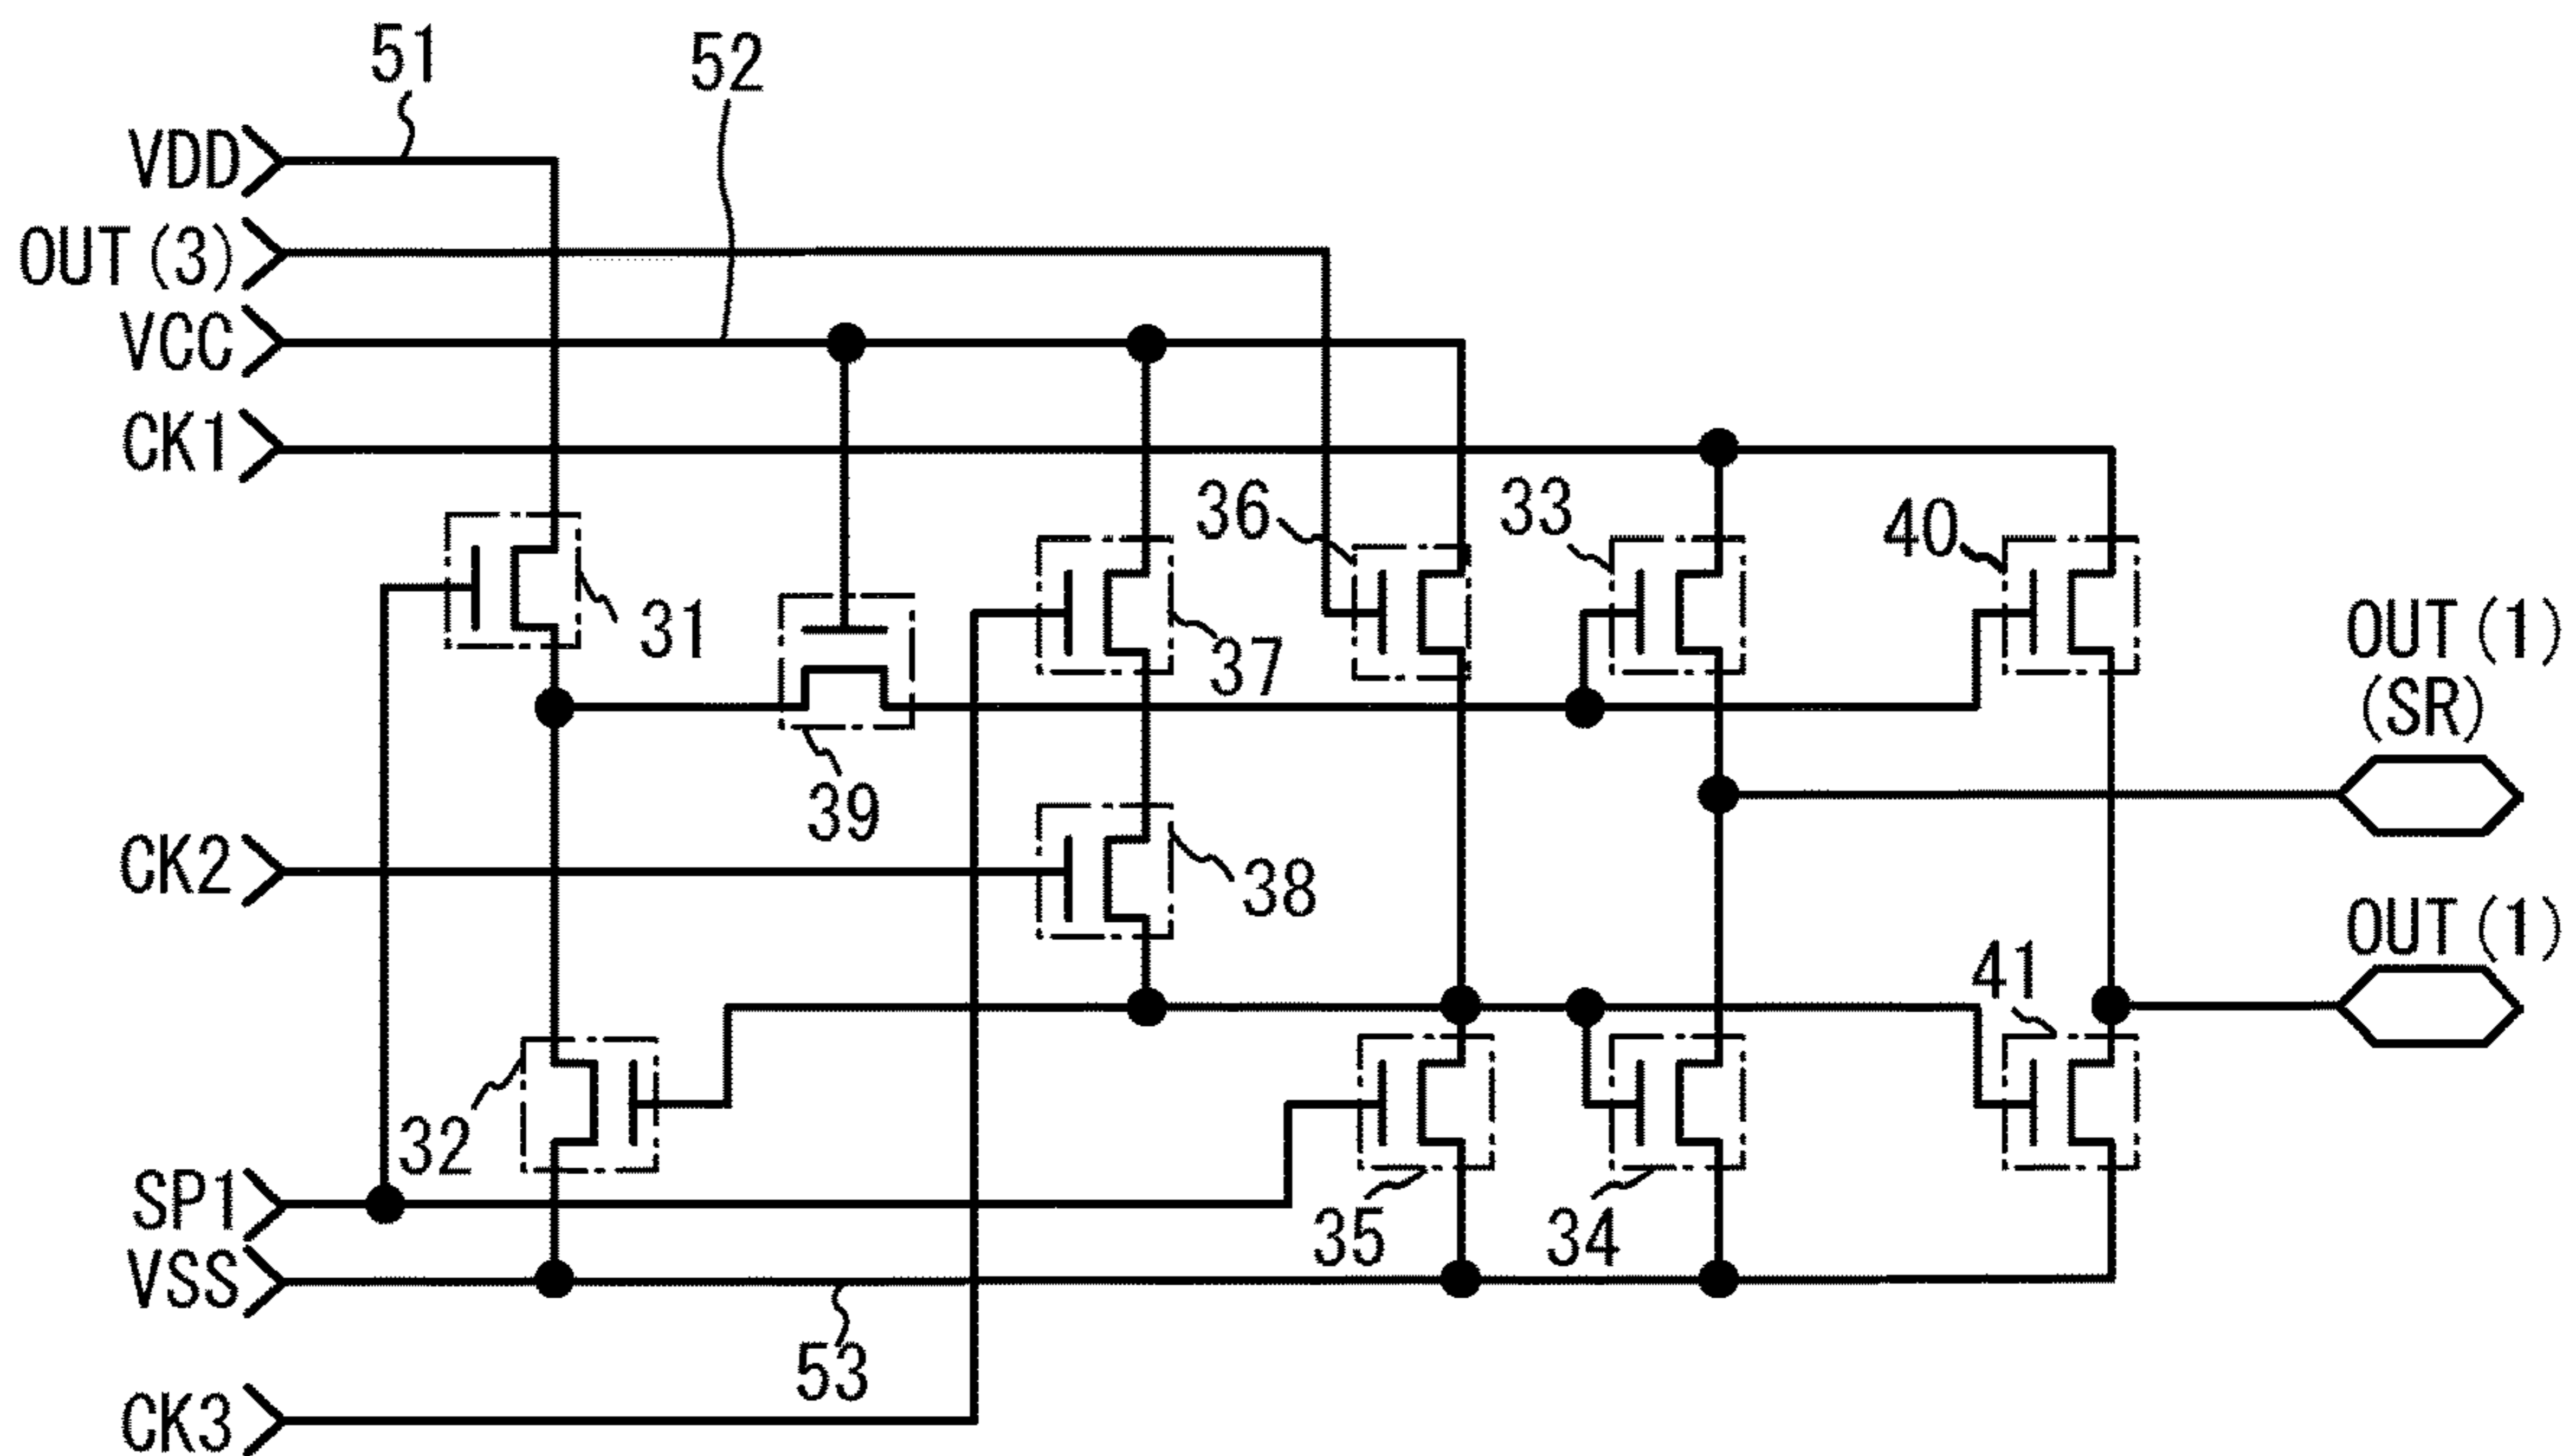 51
52
VDD
OUT (3)
VCC
CK1
36
33
40
31
37
OUT (1)
(SR)
39
CK2
38
OUT (1)
41
32
SP1
35
34
VSS
53
CK3